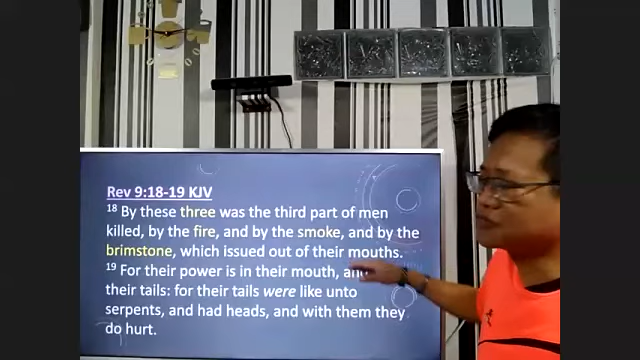 Rev 9:18-19 KJV
18 By these three was the third part of men
killed, by the fire, and by the smoke, and by the
brimstone, which issued out of their mouths.
19 For their power is in their mouth, and
their tails: for their tails were like unto
serpents, and had heads, and with them they
do hurt.